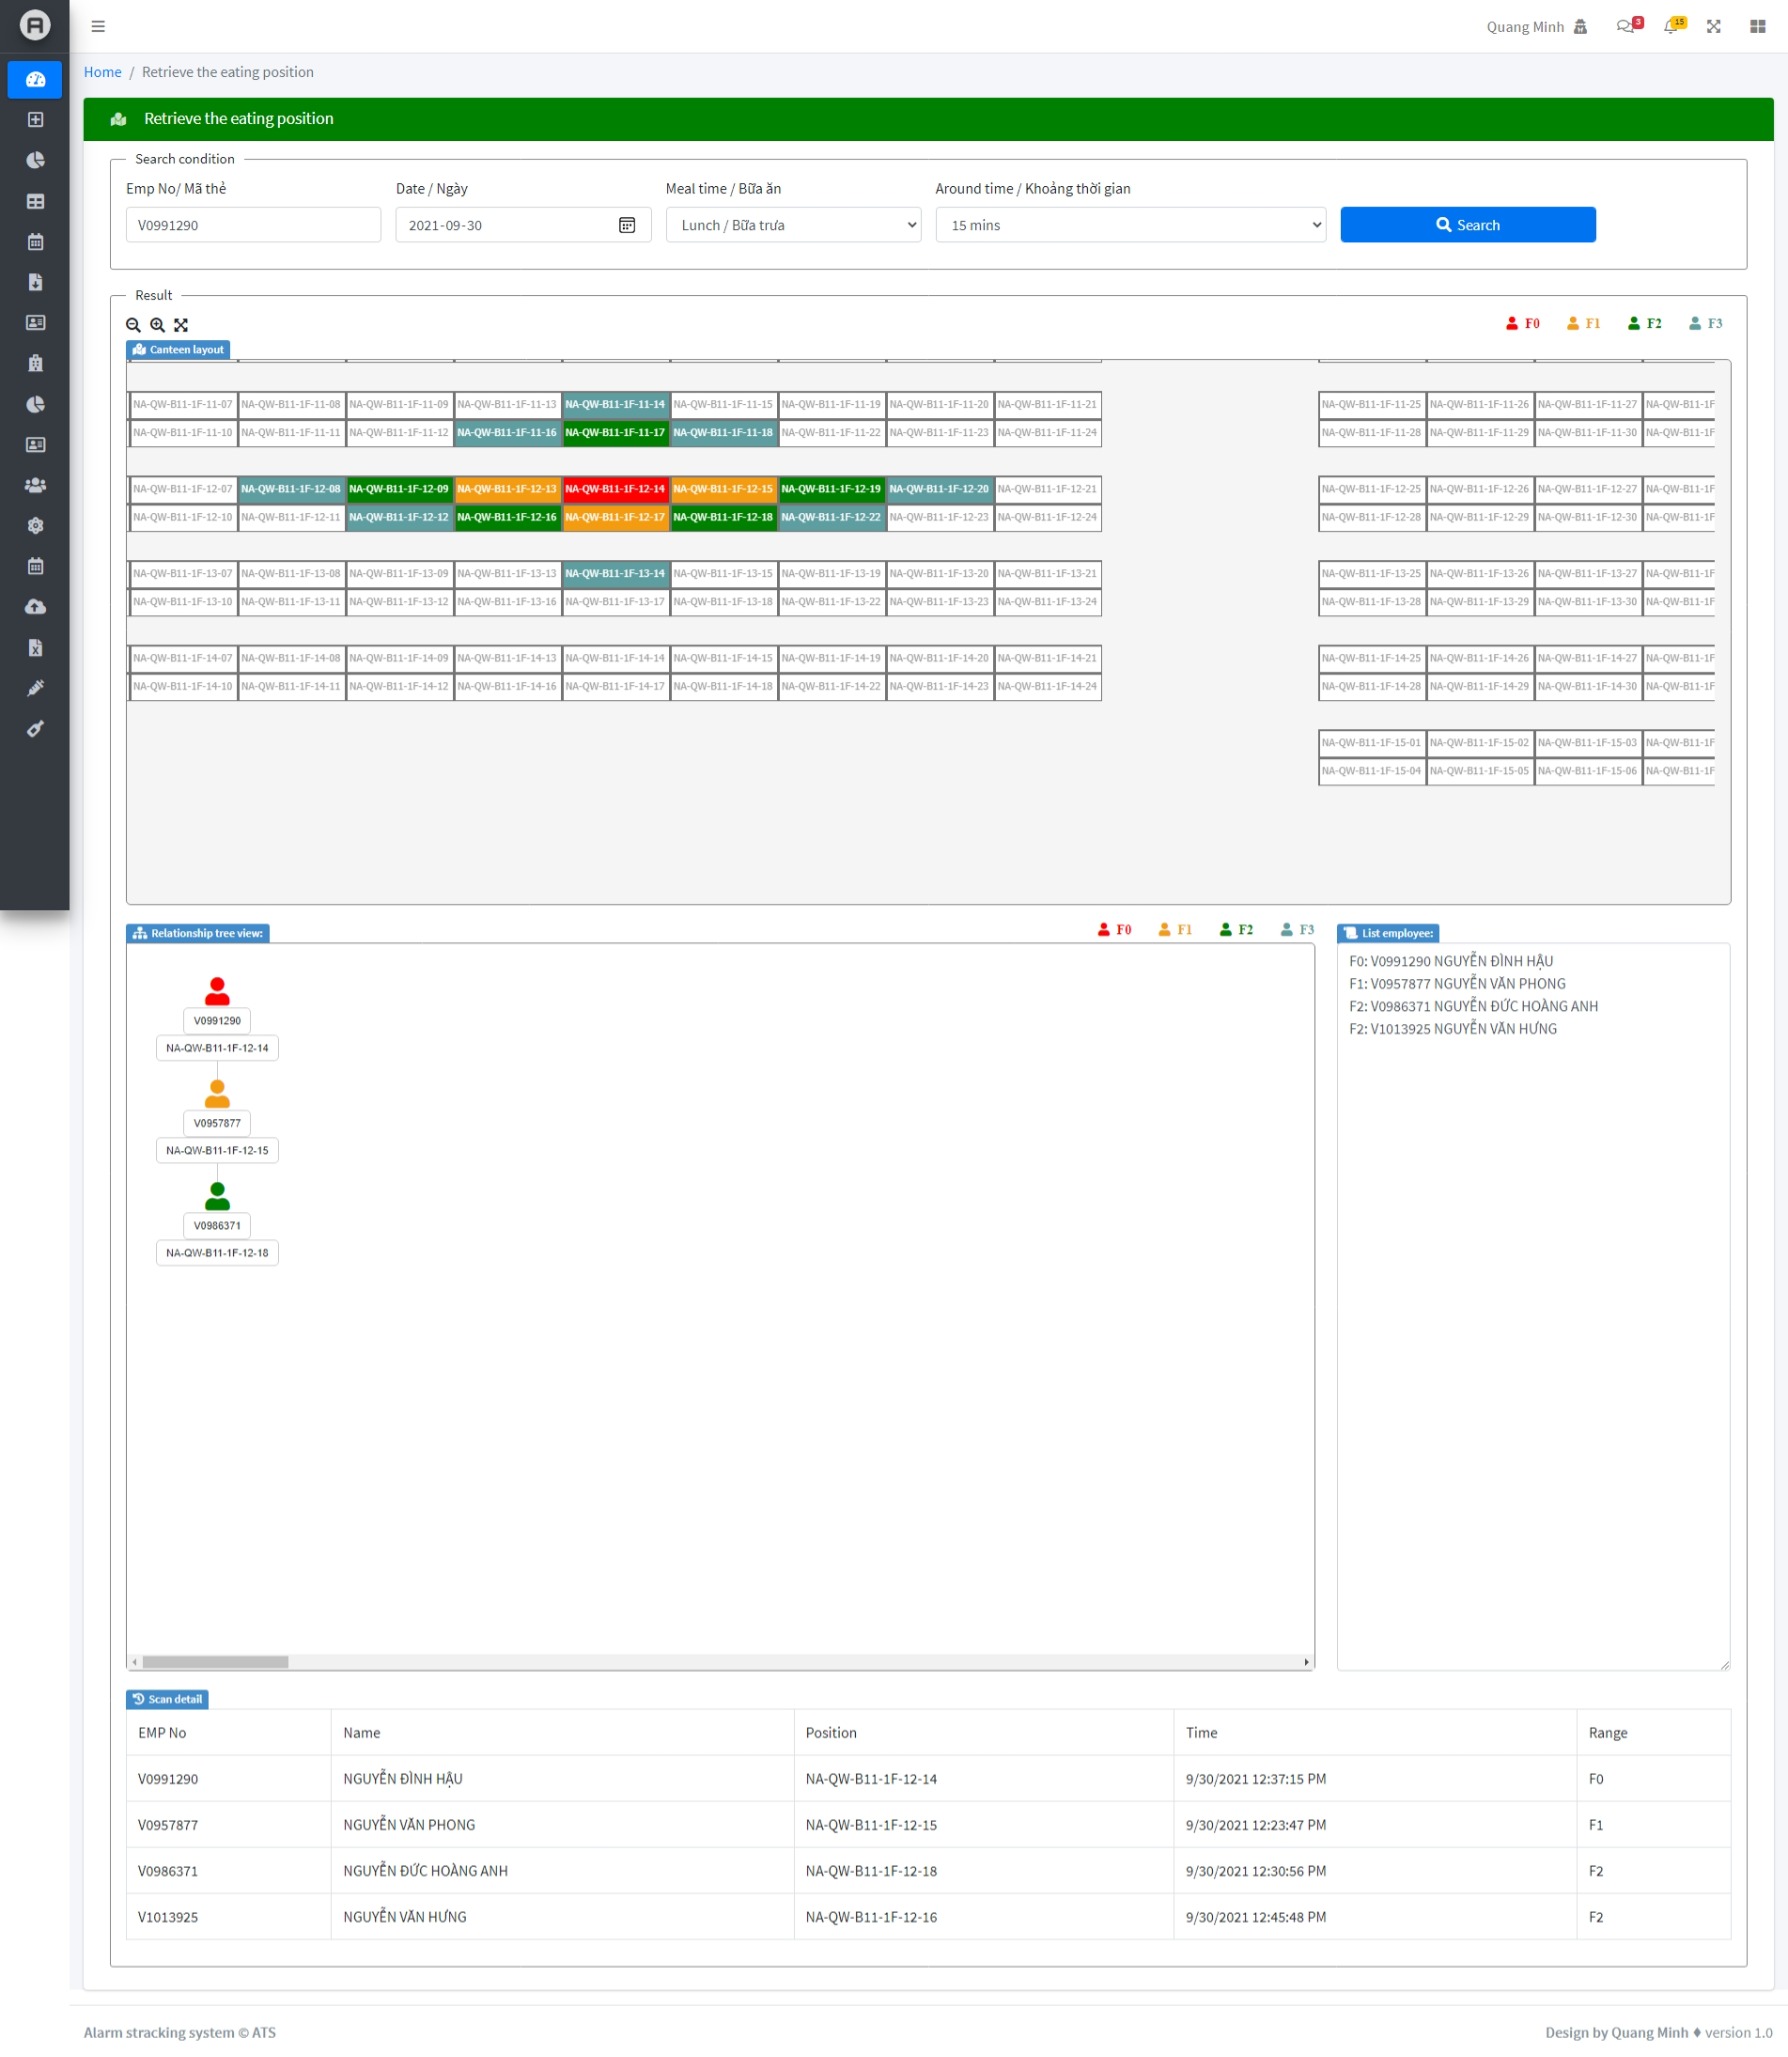 Quang Minh 3 15
Home / Retrieve the eating position
Retrieve the eating position
Search condition
Emp No/ Mã thẻ Date / Ngày Meal time / Bữa ăn Around time / Khoảng thời gian
V0991290 2021-09-30 Lunch / Bữa trưa 15 mins Search
Result
F0 F1 F2 F3
Canteen layout
NA-QW-B11-1F-11-07 NA-QW-B11-1F-11-08 NA-QW-B11-1F-11-09 NA-QW-B11-1F-11-13 NA-QW-B11-1F-11-14 NA-QW-B11-1F-11-15 NA-QW-B11-1F-11-19 NA-QW-B11-1F-11-20 NA-QW-B11-1F-11-21 NA-QW-B11-1F-11-25 NA-QW-B11-1F-11-26 NA-QW-B11-1F-11-27 NA-QW-B11-1F
NA-QW-B11-1F-11-10 NA-QW-B11-1F-11-11 NA-QW-B11-1F-11-12 NA-QW-B11-1F-11-16 NA-QW-B11-1F-11-17 NA-QW-B11-1F-11-18 NA-QW-B11-1F-11-22 NA-QW-B11-1F-11-23 NA-QW-B11-1F-11-24 NA-QW-B11-1F-11-28 NA-QW-B11-1F-11-29 NA-QW-B11-1F-11-30 NA-QW-B11-1F
NA-QW-B11-1F-12-07 NA-QW-B11-1F-12-08 NA-QW-B11-1F-12-09 NA-QW-B11-1F-12-13 NA-QW-B11-1F-12-14 NA-QW-B11-1F-12-15 NA-QW-B11-1F-12-19 NA-QW-B11-1F-12-20 NA-QW-B11-1F-12-21 NA-QW-B11-1F-12-25 NA-QW-B11-1F-12-26 NA-QW-B11-1F-12-27 NA-QW-B11-1F
NA-QW-B11-1F-12-10 NA-QW-B11-1F-12-11 NA-QW-B11-1F-12-12 NA-QW-B11-1F-12-16 NA-QW-B11-1F-12-17 NA-QW-B11-1F-12-18 NA-QW-B11-1F-12-22 NA-QW-B11-1F-12-23 NA-QW-B11-1F-12-24 NA-QW-B11-1F-12-28 NA-QW-B11-1F-12-29 NA-QW-B11-1F-12-30 NA-QW-B11-1F
NA-QW-B11-1F-13-07 NA-QW-B11-1F-13-08 NA-QW-B11-1F-13-09 NA-QW-B11-1F-13-13 NA-QW-B11-1F-13-14 NA-QW-B11-1F-13-15 NA-QW-B11-1F-13-19 NA-QW-B11-1F-13-20 NA-QW-B11-1F-13-21 NA-QW-B11-1F-13-25 NA-QW-B11-1F-13-26 NA-QW-B11-1F-13-27 NA-QW-B11-1F
NA-QW-B11-1F-13-10 NA-QW-B11-1F-13-11 NA-QW-B11-1F-13-12 NA-QW-B11-1F-13-16 NA-QW-B11-1F-13-17 NA-QW-B11-1F-13-18 NA-QW-B11-1F-13-22 NA-QW-B11-1F-13-23 NA-QW-B11-1F-13-24 NA-QW-B11-1F-13-28 NA-QW-B11-1F-13-29 NA-QW-B11-1F-13-30 NA-QW-B11-1F
NA-QW-B11-1F-14-07 NA-QW-B11-1F-14-08 NA-QW-B11-1F-14-09 NA-QW-B11-1F-14-13 NA-QW-B11-1F-14-14 NA-QW-B11-1F-14-15 NA-QW-B11-1F-14-19 NA-QW-B11-1F-14-20 NA-QW-B11-1F-14-21 NA-QW-B11-1F-14-25 NA-QW-B11-1F-14-26 NA-QW-B11-1F-14-27 NA-QW-B11-1F
NA-QW-B11-1F-14-10 NA-QW-B11-1F-14-11 NA-QW-B11-1F-14-12 NA-QW-B11-1F-14-16 NA-QW-B11-1F-14-17 NA-QW-B11-1F-14-18 NA-QW-B11-1F-14-22 NA-QW-B11-1F-14-23 NA-QW-B11-1F-14-24 NA-QW-B11-1F-14-28 NA-QW-B11-1F-14-29 NA-QW-B11-1F-14-30 NA-QW-B11-1F
NA-QW-B11-1F-15-01 NA-QW-B11-1F-15-02 NA-QW-B11-1F-15-03 NA-QW-B11-1F
NA-QW-B11-1F-15-04 NA-QW-B11-1F-15-05 NA-QW-B11-1F-15-06 NA-QW-B11-1F
Relationship tree view: F0 F1 F2 F3
V0991290
NA-QW-B11-1F-12-14
V0957877
NA-QW-B11-1F-12-15
V0986371
NA-QW-B11-1F-12-18
List employee:
F0: V0991290 NGUYỄN ĐÌNH HẬU
F1: V0957877 NGUYỄN VĂN PHONG
F2: V0986371 NGUYỄN ĐỨC HOÀNG ANH
F2: V1013925 NGUYỄN VĂN HƯNG
Scan detail
EMP No Name Position Time Range
V0991290 NGUYỄN ĐÌNH HẬU NA-QW-B11-1F-12-14 9/30/2021 12:37:15 PM F0
V0957877 NGUYỄN VĂN PHONG NA-QW-B11-1F-12-15 9/30/2021 12:23:47 PM F1
V0986371 NGUYỄN ĐỨC HOÀNG ANH NA-QW-B11-1F-12-18 9/30/2021 12:30:56 PM F2
V1013925 NGUYỄN VĂN HƯNG NA-QW-B11-1F-12-16 9/30/2021 12:45:48 PM F2
Alarm stracking system © ATS Design by Quang Minh ♦ version 1.0